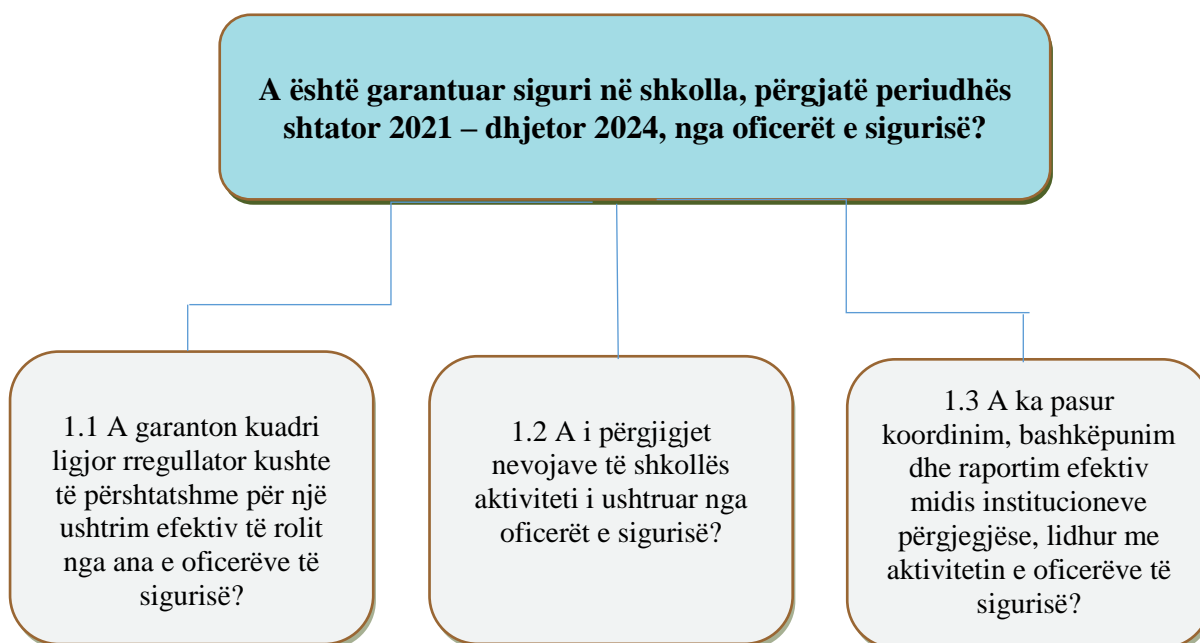 A është garantuar siguri në shkolla, përgjatë periudhës
shtator 2021 – dhjetor 2024, nga oficerët e sigurisë?
1.1 A garanton kuadri
ligjor rregullator kushte
të përshtatshme për një
ushtrim efektiv të rolit
nga ana e oficerëve të
sigurisë?
1.2 A i përgjigjet
nevojave të shkollës
aktiviteti i ushtruar nga
oficerët e sigurisë?
1.3 A ka pasur
koordinim, bashkëpunim
dhe raportim efektiv
midis institucioneve
përgjegjëse, lidhur me
aktivitetin e oficerëve të
sigurisë?